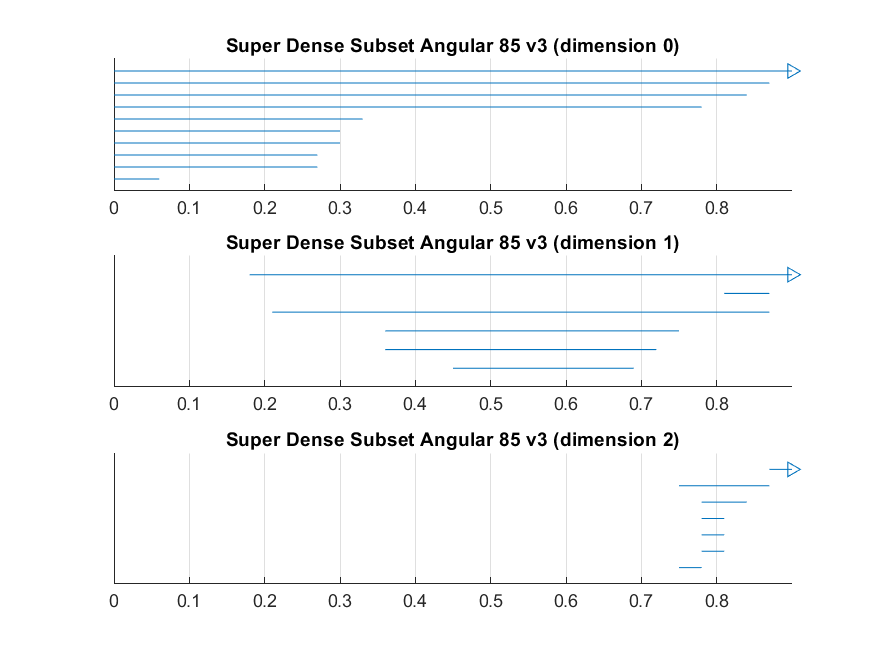 Super Dense Subset Angular 85 v3 (dimension 0)
0 0.1 0.2 0.3 0.4 0.5 0.6 0.7 0.8
Super Dense Subset Angular 85 v3 (dimension 1)
0 0.1 0.2 0.3 0.4 0.5 0.6 0.7 0.8
Super Dense Subset Angular 85 v3 (dimension 2)
0 0.1 0.2 0.3 0.4 0.5 0.6 0.7 0.8